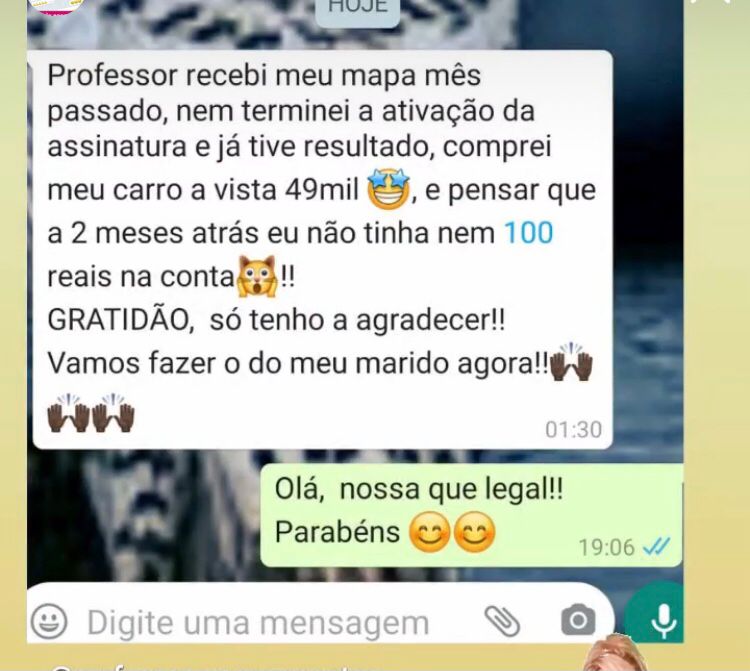 HOJE
Professor recebi meu mapa mês
passado, nem terminei a ativação da
assinatura e já tive resultado, comprei
meu carro a vista 49mil 🤩, e pensar que
a 2 meses atrás eu não tinha nem 100
reais na conta🙀!!
GRATIDÃO, só tenho a agradecer!!
Vamos fazer o do meu marido agora!!🙌🏿
🙌🏿🙌🏿
01:30
Olá, nossa que legal!!
Parabéns 😊😊
19:06
Digite uma mensagem